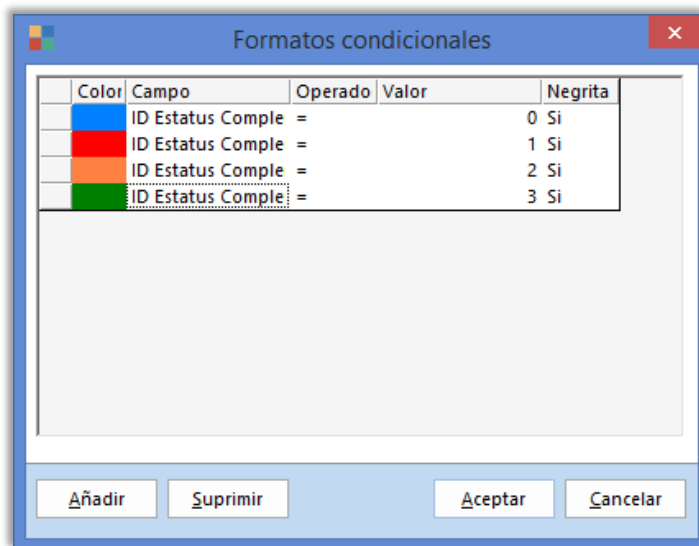 Formatos condicionales
Color Campo Operado Valor Negrita
ID Estatus Comple = 0 Si
ID Estatus Comple = 1 Si
ID Estatus Comple = 2 Si
ID Estatus Comple = 3 Si
Añadir Suprimir Aceptar Cancelar